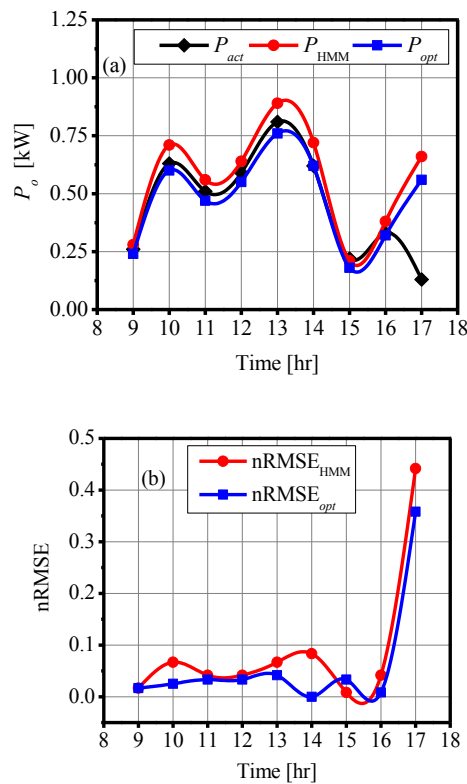 (a)
P_act P_HMM P_opt
1.25
1.00
0.75
0.50
0.25
0.00
P_o [kW]
8 9 10 11 12 13 14 15 16 17 18
Time [hr]
(b)
nRMSE_HMM
nRMSE_opt
0.5
0.4
0.3
0.2
0.1
0.0
nRMSE
8 9 10 11 12 13 14 15 16 17 18
Time [hr]